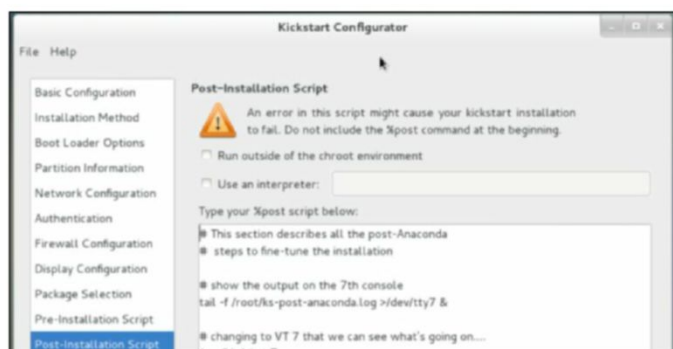 Kickstart Configurator
File Help
Basic Configuration
Installation Method
Boot Loader Options
Partition Information
Network Configuration
Authentication
Firewall Configuration
Display Configuration
Package Selection
Pre-Installation Script
Post-Installation Script
Post-Installation Script
An error in this script might cause your kickstart installation
to fail. Do not include the %post command at the beginning.
Run outside of the chroot environment
Use an interpreter:
Type your %post script below:
# This section describes all the post-Anaconda
# steps to fine-tune the installation
# show the output on the 7th console
tail -f /root/ks-post-anaconda.log >/dev/tty7 &
# changing to VT 7 that we can see what's going on....